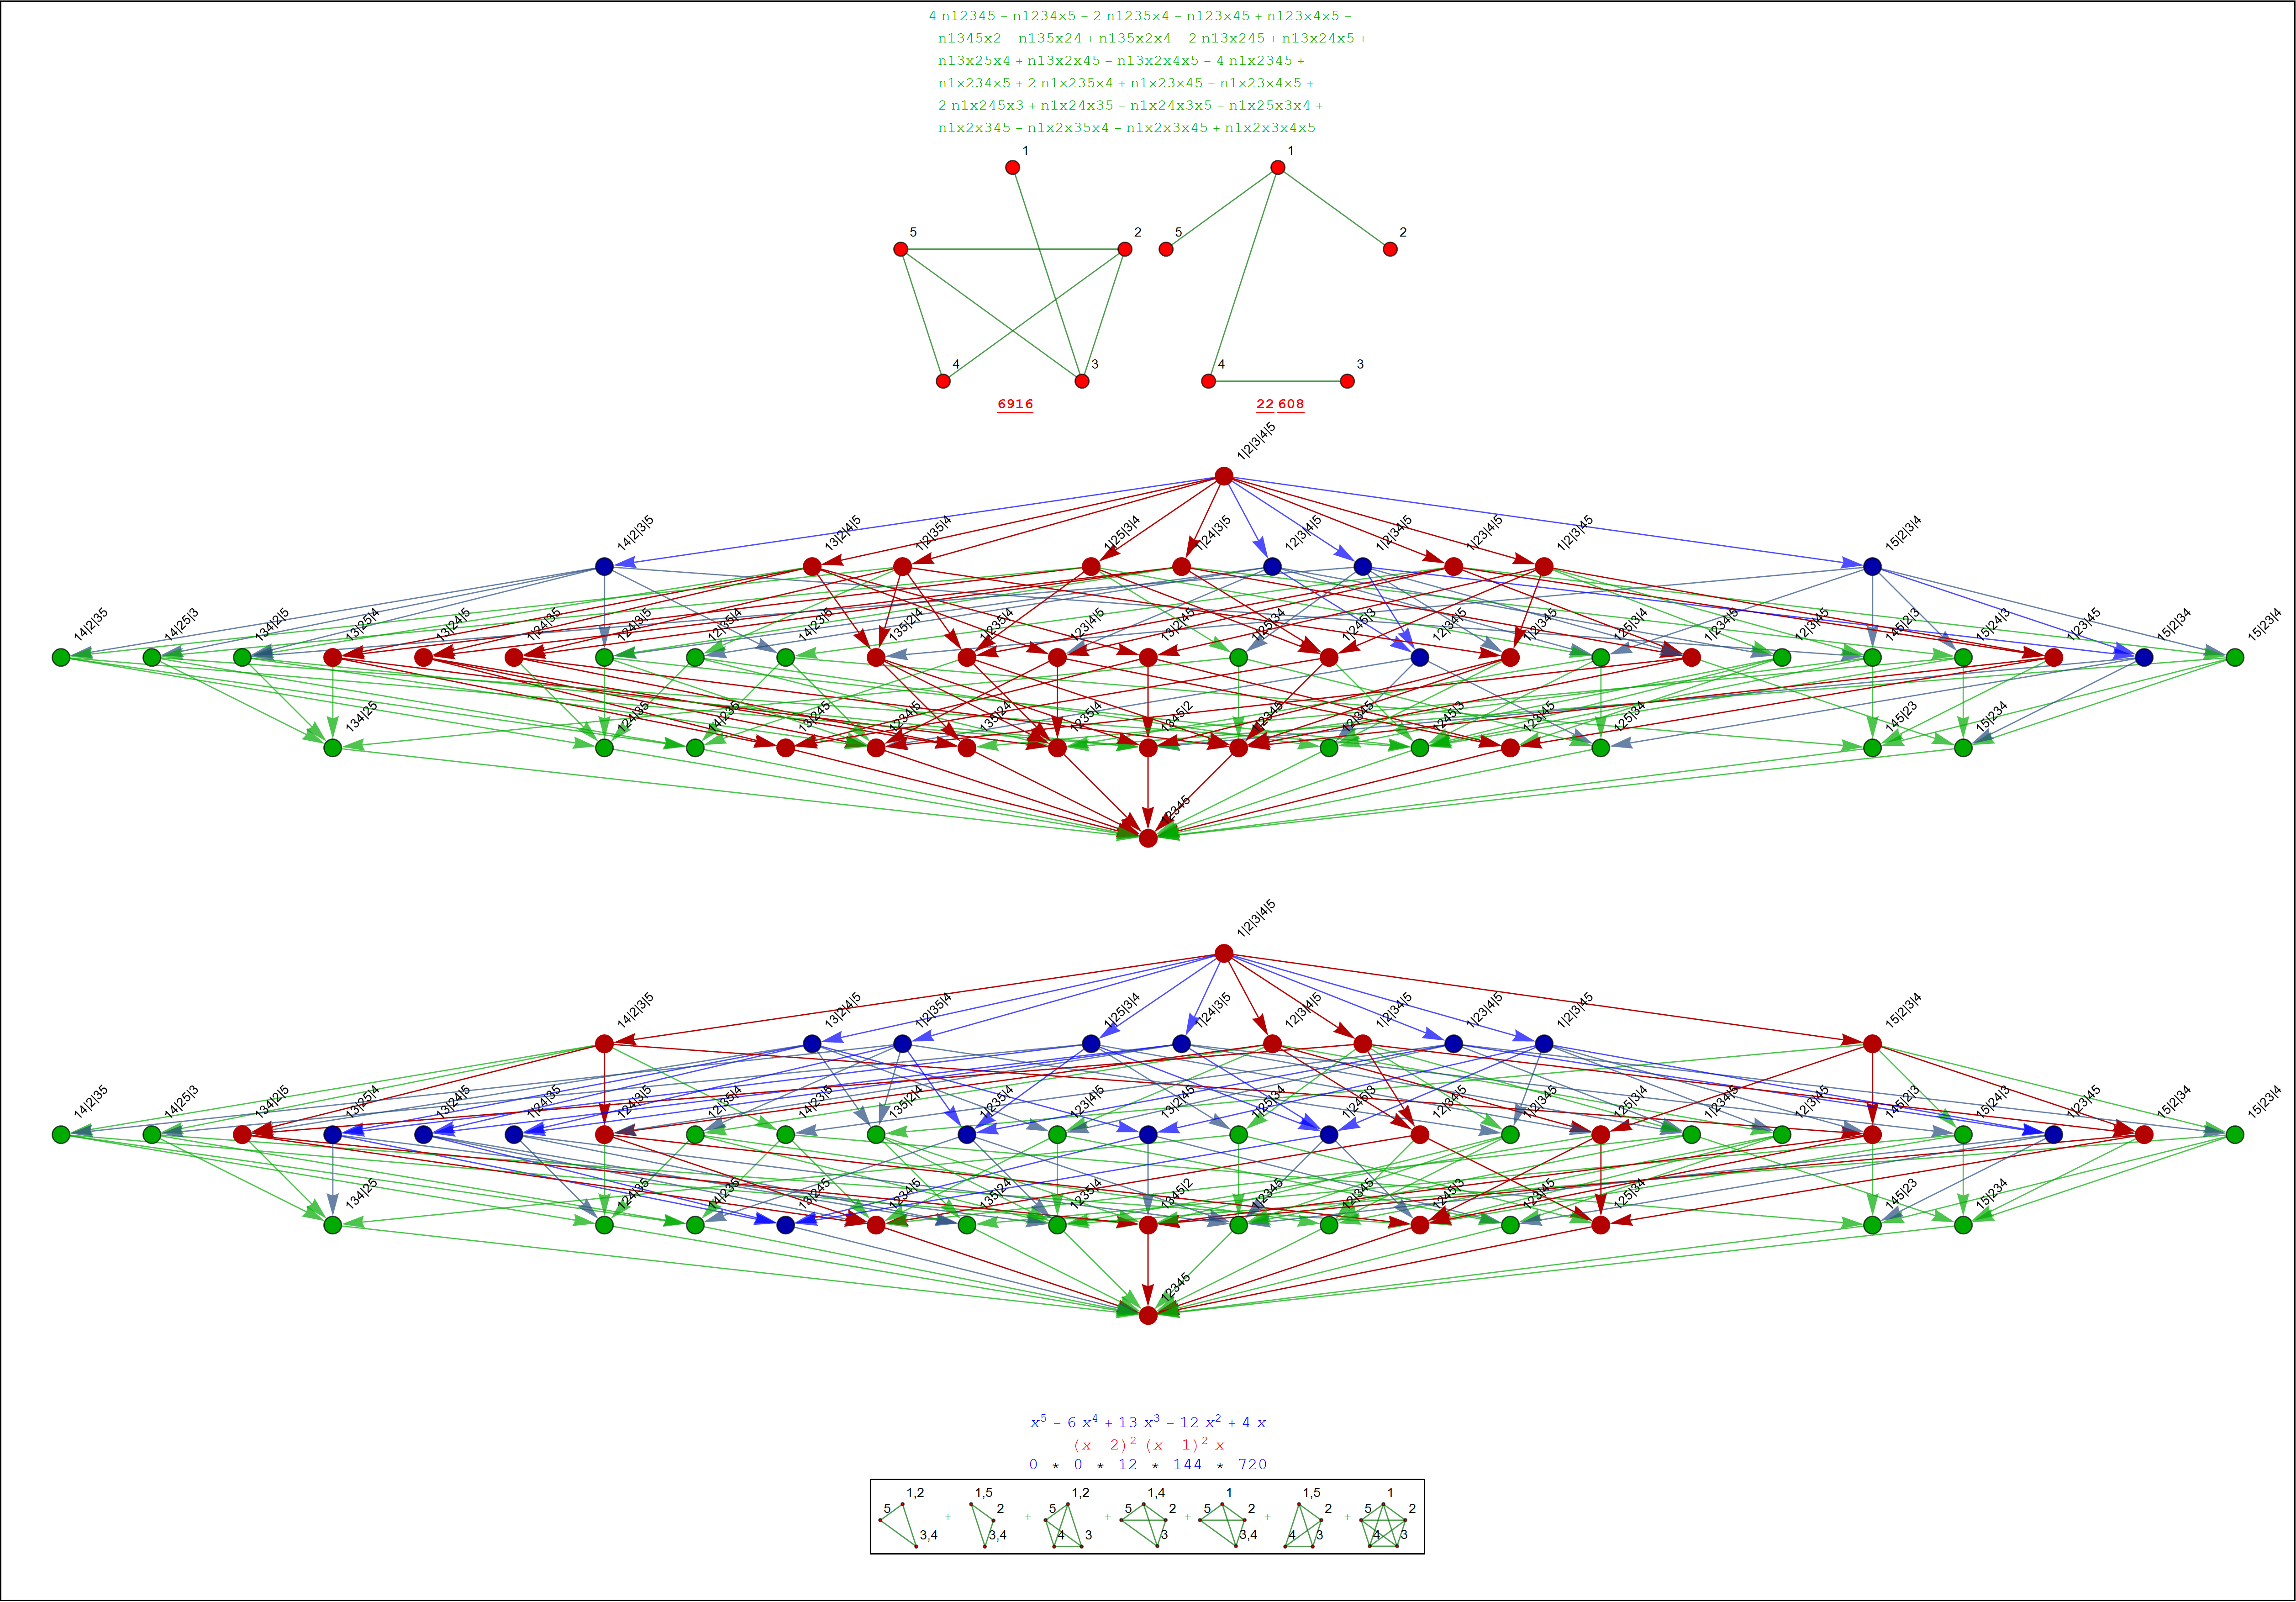 4 n12345 − n1234x5 − 2 n1235x4 − n123x45 + n123x4x5 −
n1345x2 − n135x24 + n135x2x4 − 2 n13x245 + n13x24x5 +
n13x25x4 + n13x2x45 − n13x2x4x5 − 4 n1x2345 +
n1x234x5 + 2 n1x235x4 + n1x23x45 − n1x23x4x5 +
2 n1x245x3 + n1x24x35 − n1x24x3x5 − n1x25x3x4 +
n1x2x345 − n1x2x35x4 − n1x2x3x45 + n1x2x3x4x5
1 1
5 2 5 2
4 3 4 3
6916 22 608
1|2|3|4|5
14|2|3|5 13|2|4|5 1|2|35|4 1|25|3|4 1|24|3|5 12|3|4|5 1|2|34|5 1|23|4|5 1|2|3|45 15|2|3|4
14|2|35 14|25|3 134|2|5 13|25|4 13|24|5 1|24|35 124|3|5 12|35|4 14|23|5 135|2|4 1|235|4 123|4|5 13|2|45 1|25|34 1|245|3 12|34|5 1|2|345 125|3|4 1|234|5 12|3|45 145|2|3 15|24|3 1|23|45 15|2|34 15|23|4
134|25 124|35 14|235 13|245 1234|5 135|24 1235|4 1345|2 1|2345 12|345 1245|3 123|45 125|34 145|23 15|234
12345
1|2|3|4|5
14|2|3|5 13|2|4|5 1|2|35|4 1|25|3|4 1|24|3|5 12|3|4|5 1|2|34|5 1|23|4|5 1|2|3|45 15|2|3|4
14|2|35 14|25|3 134|2|5 13|25|4 13|24|5 1|24|35 124|3|5 12|35|4 14|23|5 135|2|4 1|235|4 123|4|5 13|2|45 1|25|34 1|245|3 12|34|5 1|2|345 125|3|4 1|234|5 12|3|45 145|2|3 15|24|3 1|23|45 15|2|34 15|23|4
134|25 124|35 14|235 13|245 1234|5 135|24 1235|4 1345|2 1|2345 12|345 1245|3 123|45 125|34 145|23 15|234
12345
x⁵ − 6 x⁴ + 13 x³ − 12 x² + 4 x
(x − 2)² (x − 1)² x
0 * 0 * 12 * 144 * 720
1,2 1,5 1,2 1,4 1 1,5 1
5 + 2 + 5 + 5 2 + 5 2 + 2 + 5 2
3,4 3,4 4 3 3 3,4 4 3 4 3